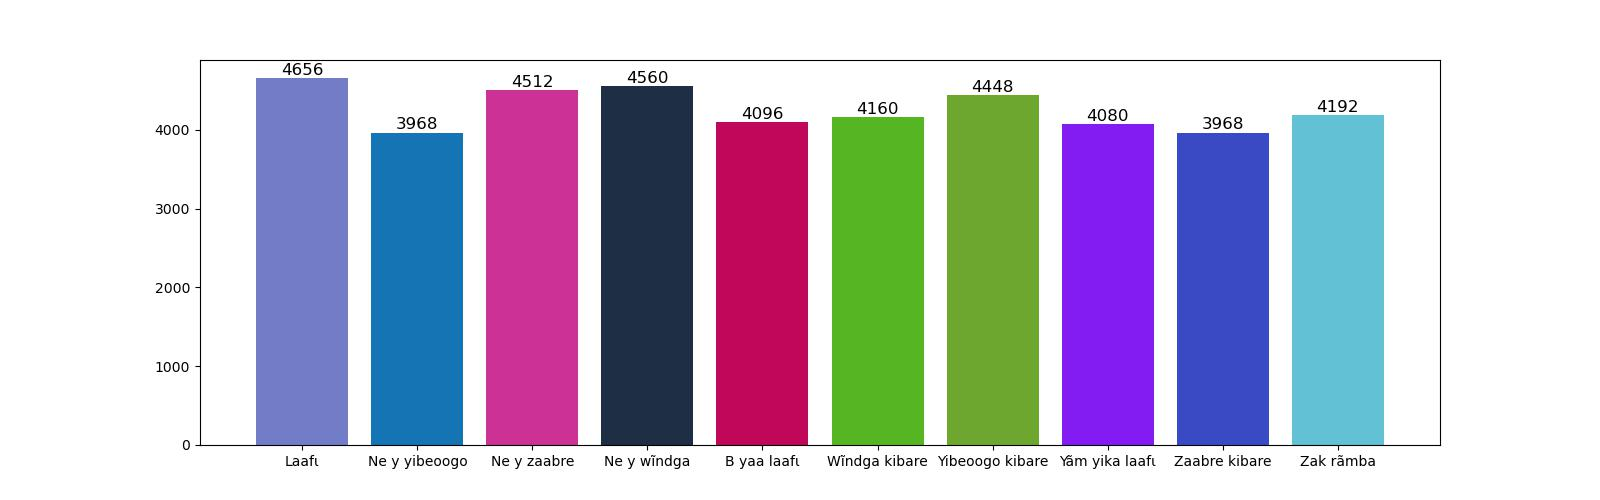 4656
3968
4512
4560
4096
4160
4448
4080
3968
4192
4000
3000
2000
1000
0
Laafɩ
Ne y yibeoogo
Ne y zaabre
Ne y wĩndga
B yaa laafɩ
Wĩndga kibare
Yibeoogo kibare
Yãm yika laafɩ
Zaabre kibare
Zak rãmba